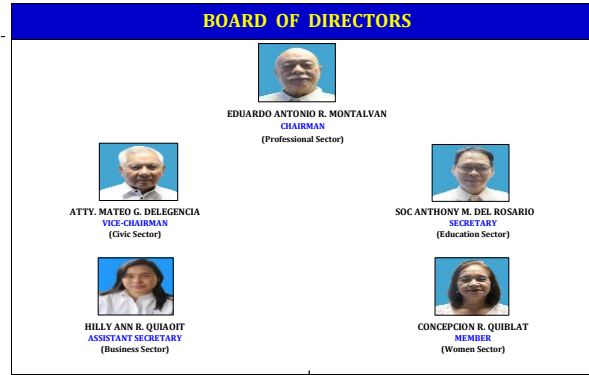 BOARD OF DIRECTORS
EDUARDO ANTONIO R. MONTALVAN
CHAIRMAN
(Professional Sector)
ATTY. MATEO G. DELEGENCIA
VICE-CHAIRMAN
(Civic Sector)
SOC ANTHONY M. DEL ROSARIO
SECRETARY
(Education Sector)
HILLY ANN R. QUIAOIT
ASSISTANT SECRETARY
(Business Sector)
CONCEPCION R. QUIBLAT
MEMBER
(Women Sector)